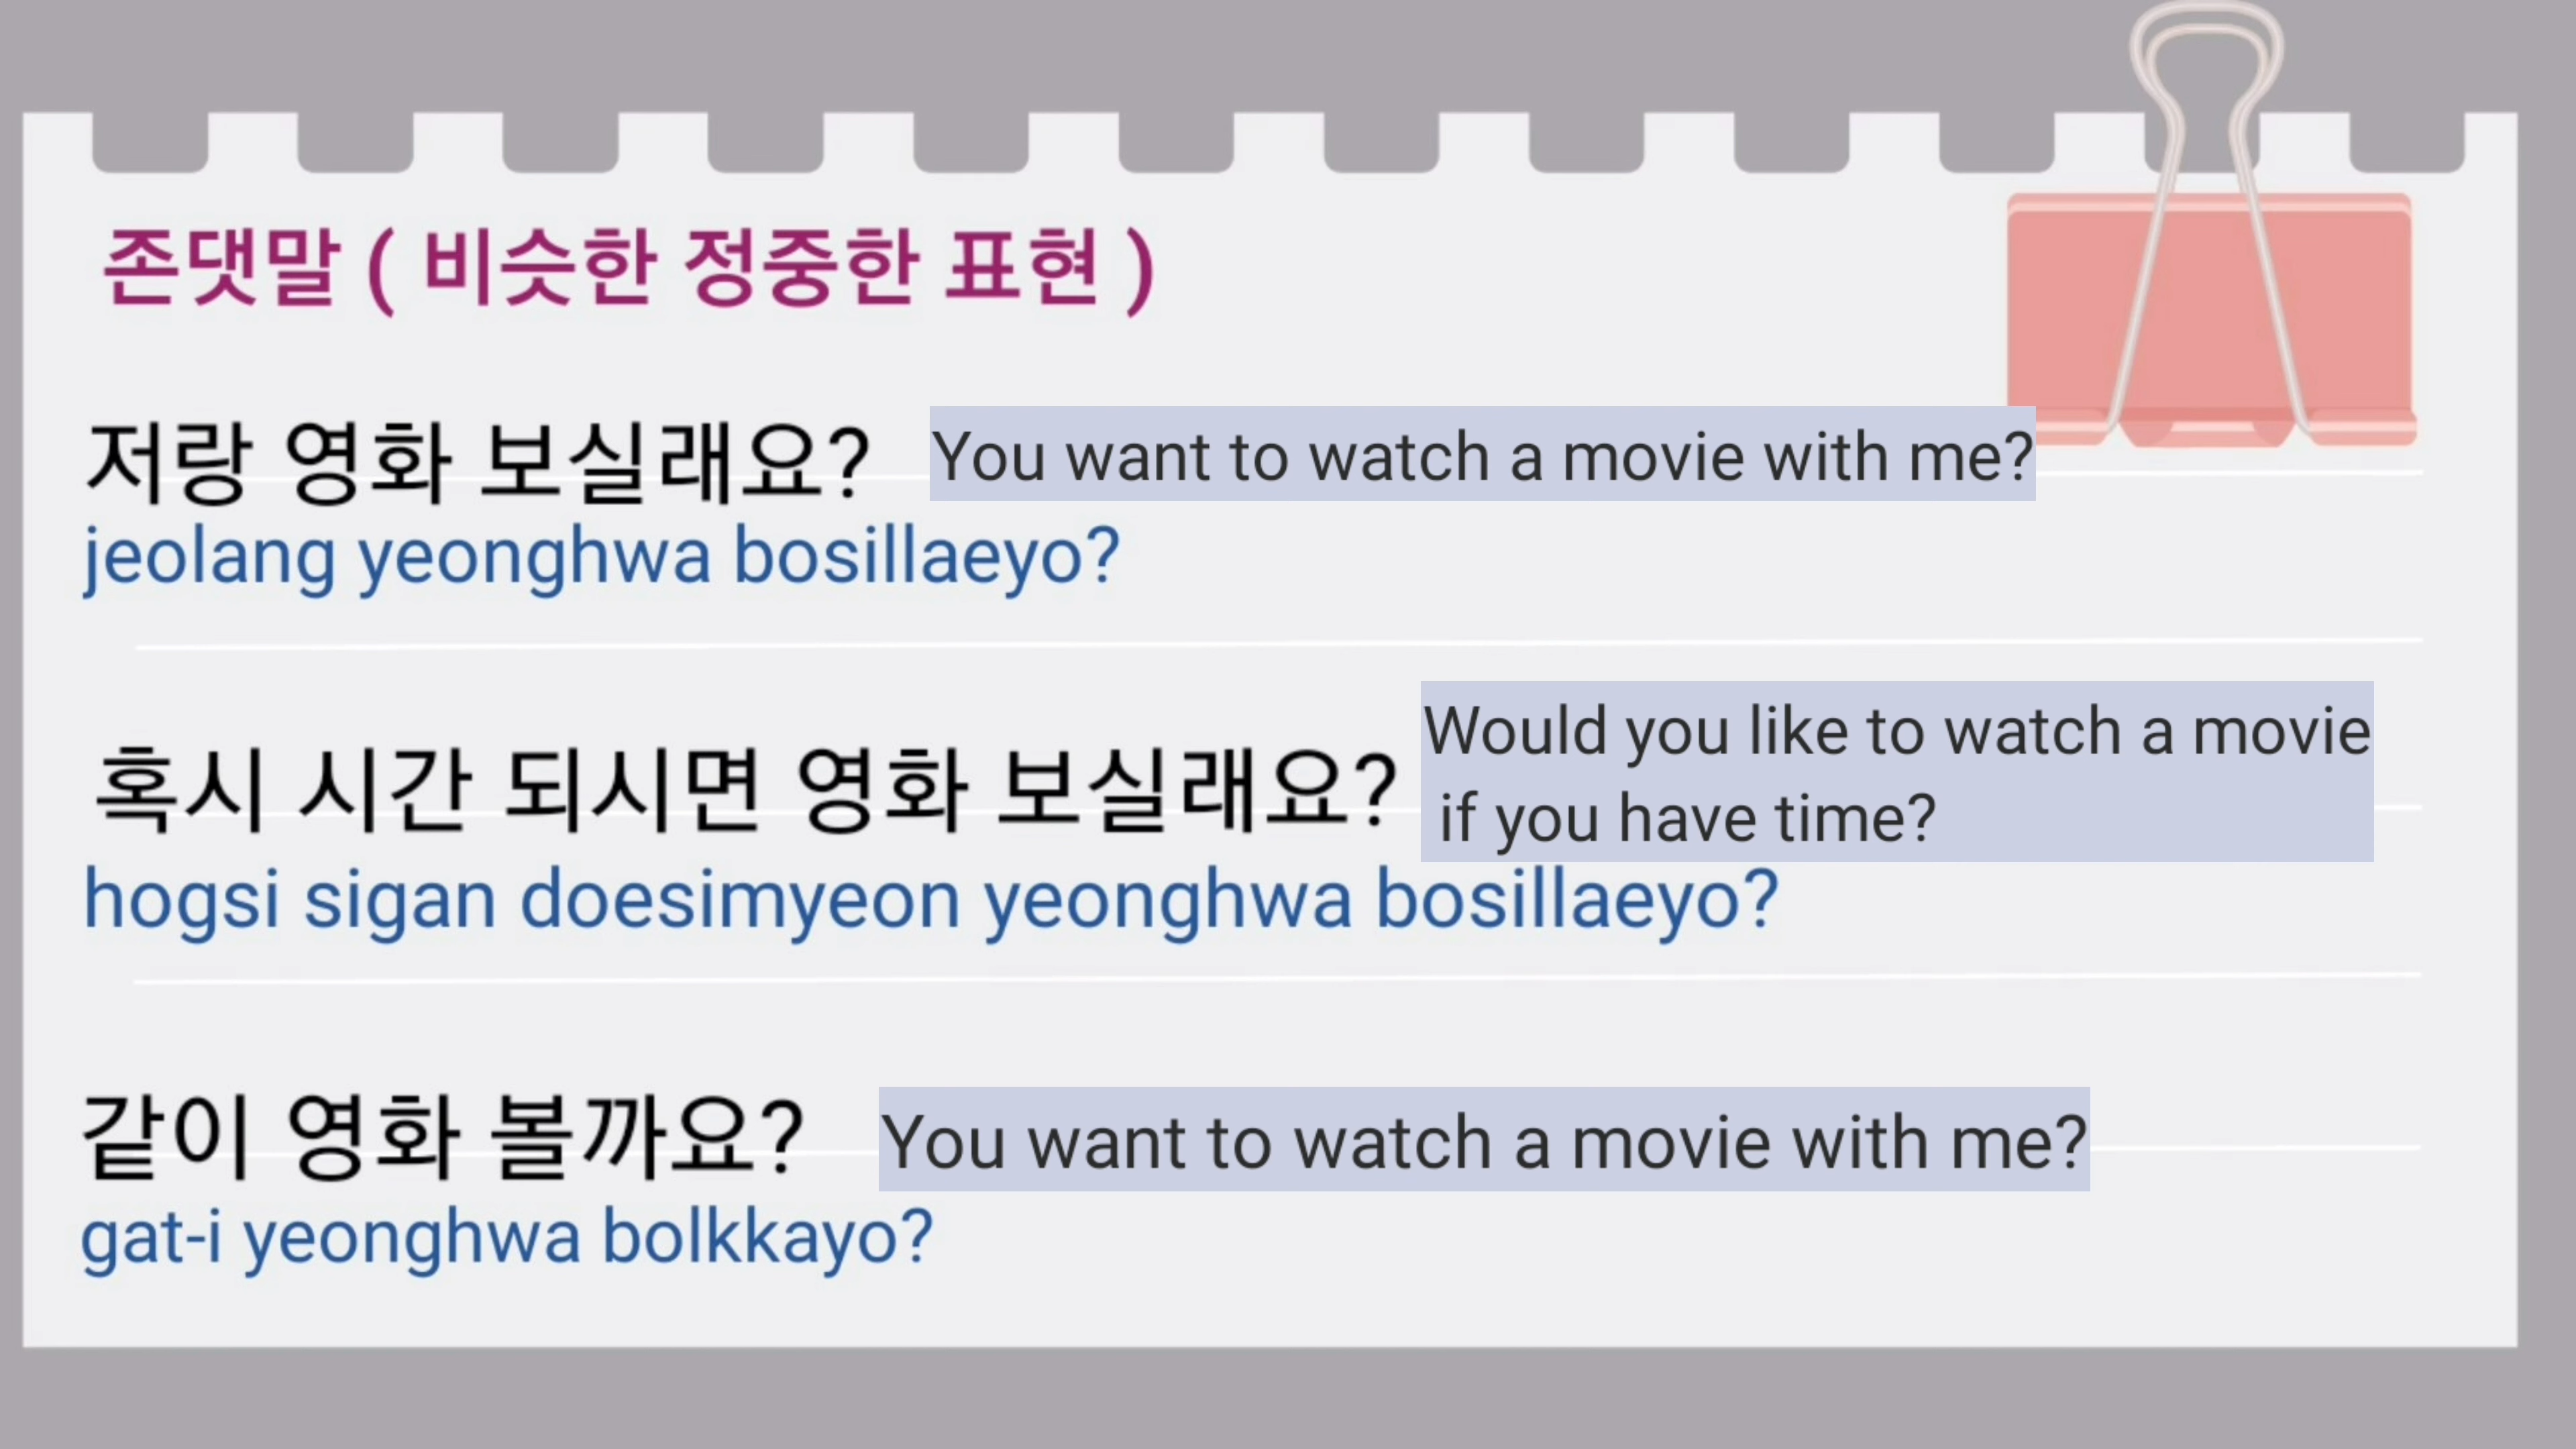 존댓말 ( 비슷한 정중한 표현 )
저랑 영화 보실래요? You want to watch a movie with me?
jeolang yeonghwa bosillaeyo?
혹시 시간 되시면 영화 보실래요? Would you like to watch a movie
if you have time?
hogsi sigan doesimyeon yeonghwa bosillaeyo?
같이 영화 볼까요? You want to watch a movie with me?
gat-i yeonghwa bolkkayo?